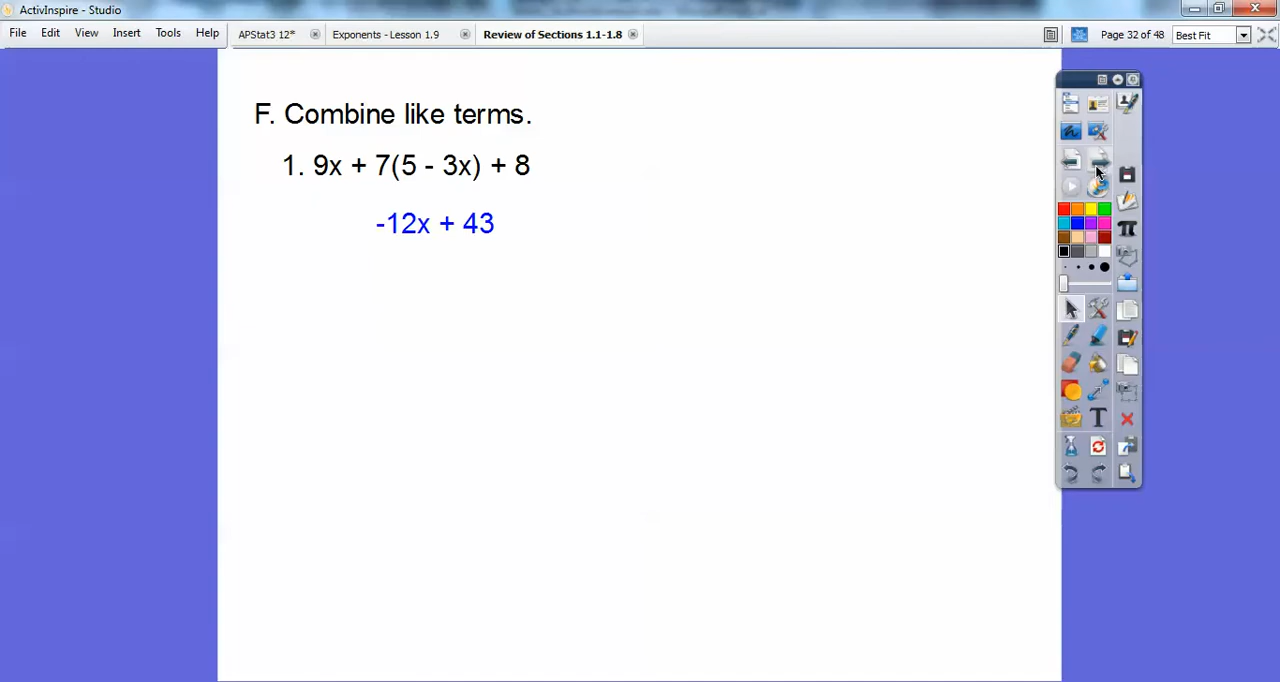 ActivInspire - Studio
File Edit View Insert Tools Help
APStat3 12* Exponents - Lesson 1.9 Review of Sections 1.1-1.8 Page 32 of 48 Best Fit
F. Combine like terms.
1. 9x + 7(5 - 3x) + 8
-12x + 43